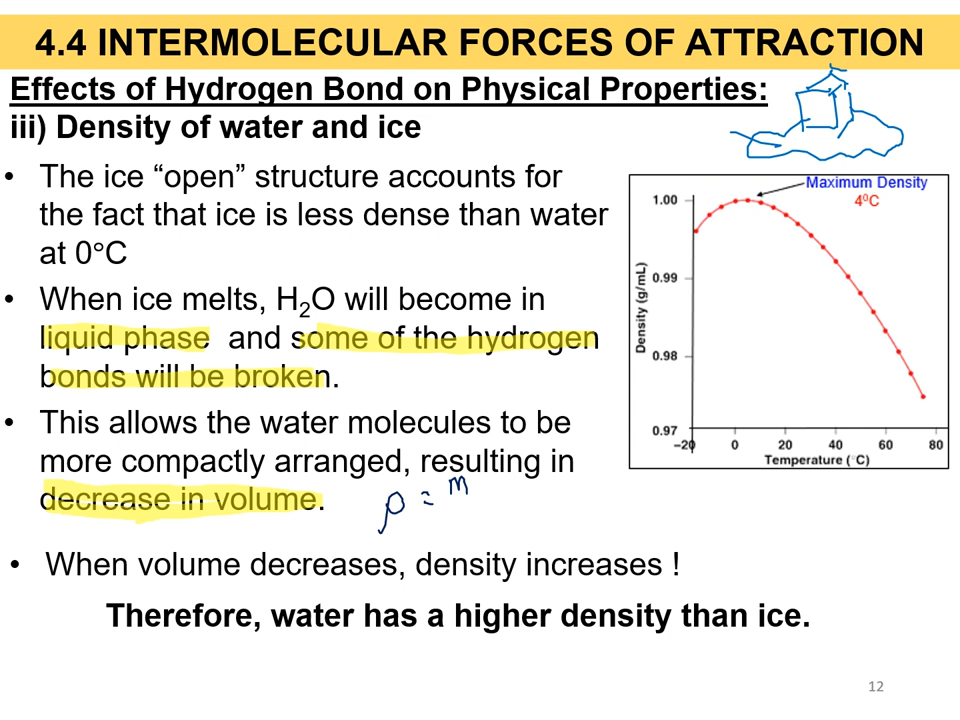 4.4 INTERMOLECULAR FORCES OF ATTRACTION
Effects of Hydrogen Bond on Physical Properties:
iii) Density of water and ice
• The ice “open” structure accounts for
the fact that ice is less dense than water
at 0°C
• When ice melts, H₂O will become in
liquid phase and some of the hydrogen
bonds will be broken.
• This allows the water molecules to be
more compactly arranged, resulting in
decrease in volume.
ρ = m
• When volume decreases, density increases !
Therefore, water has a higher density than ice.
Maximum Density
4⁰C
1.00
0.99
0.98
0.97
Density (g/mL)
–20 0 20 40 60 80
Temperature (°C)
12